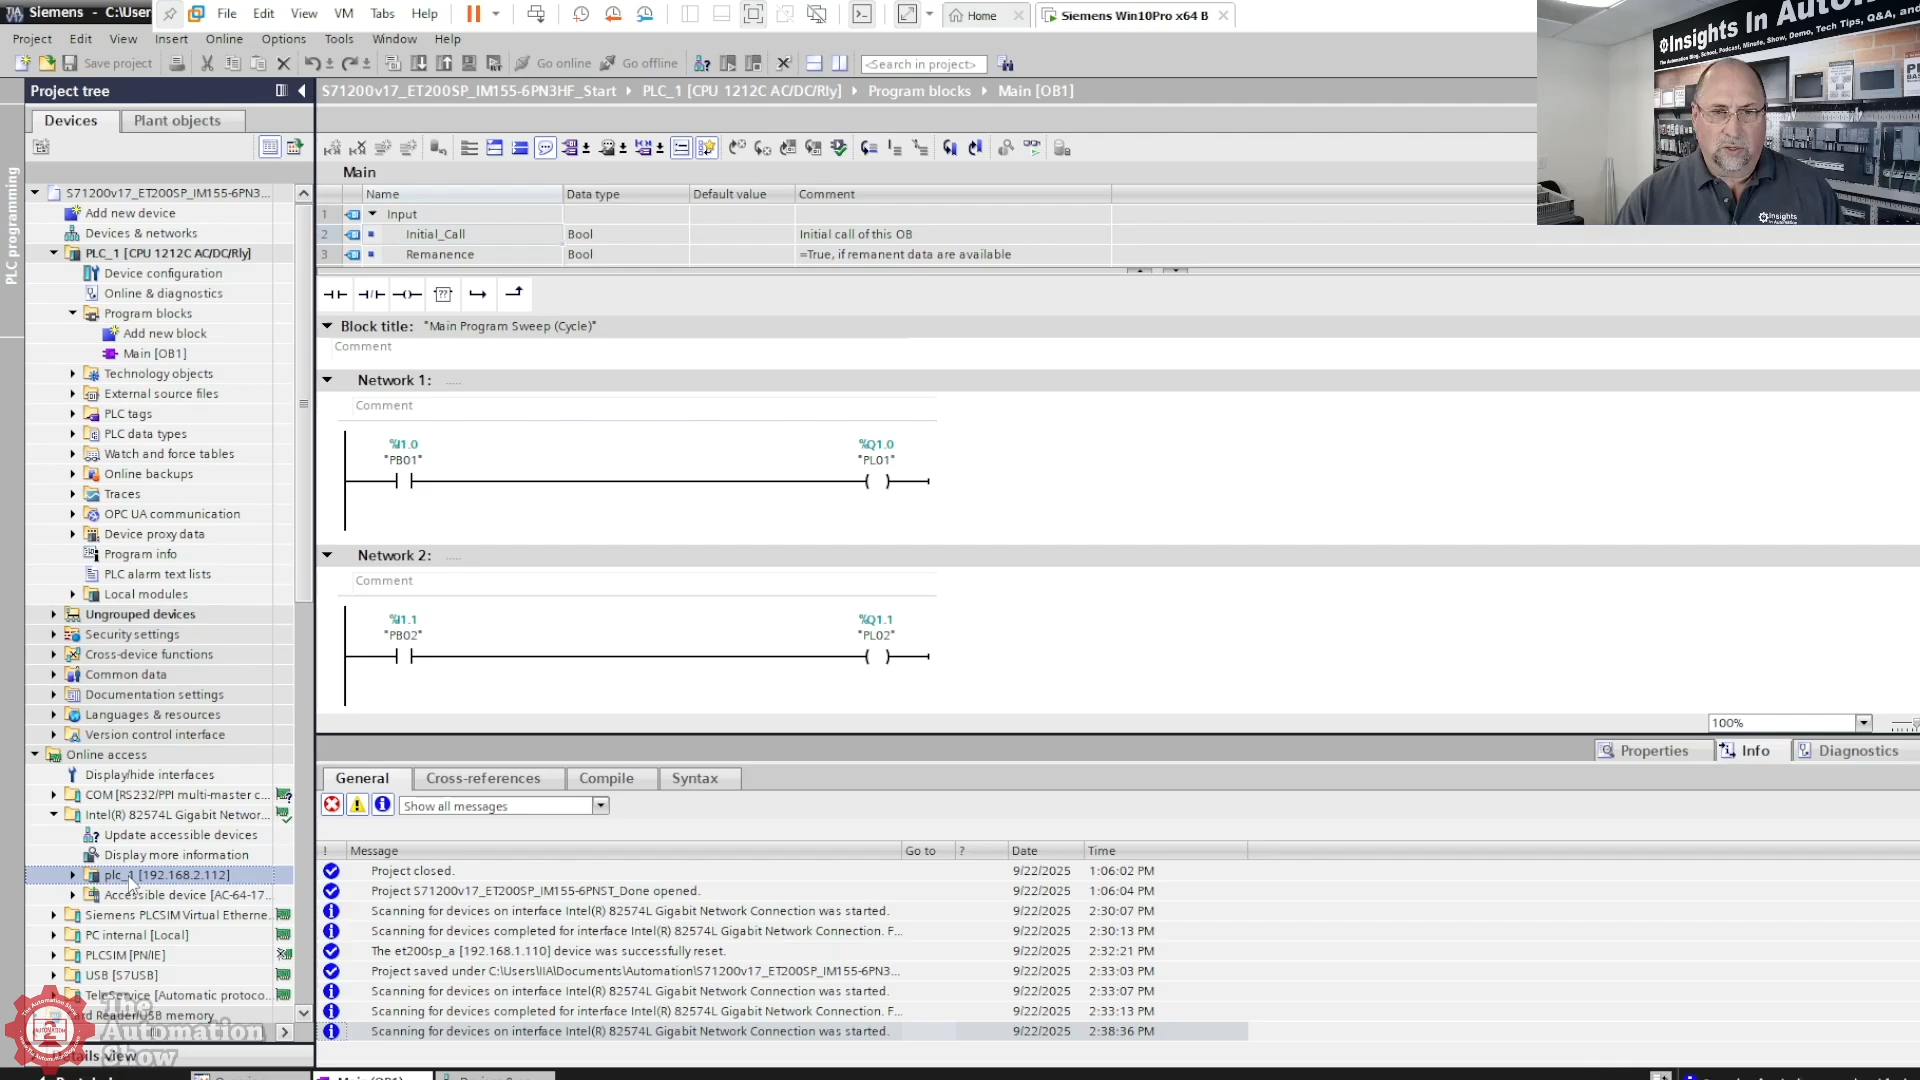 Siemens - C:\User
File Edit View VM Tabs Help
Home
Siemens Win10Pro x64 B
Project Edit View Insert Online Options Tools Window Help
Save project
Go online
Go offline
<Search in project>
Project tree
S71200v17_ET200SP_IM155-6PN3HF_Start PLC_1 [CPU 1212C AC/DC/Rly] Program blocks Main [OB1]
Devices
Plant objects
PLC programming
S71200v17_ET200SP_IM155-6PN3...
Add new device
Devices & networks
PLC_1 [CPU 1212C AC/DC/Rly]
Device configuration
Online & diagnostics
Program blocks
Add new block
Main [OB1]
Technology objects
External source files
PLC tags
PLC data types
Watch and force tables
Online backups
Traces
OPC UA communication
Device proxy data
Program info
PLC alarm text lists
Local modules
Ungrouped devices
Security settings
Cross-device functions
Common data
Documentation settings
Languages & resources
Version control interface
Online access
Display/hide interfaces
COM [RS232/PPI multi-master c...
Intel(R) 82574L Gigabit Networ...
Update accessible devices
Display more information
plc_1 [192.168.2.112]
Accessible device [AC-64-17...
Siemens PLCSIM Virtual Etherne...
PC internal [Local]
PLCSIM [PN/IE]
USB [S7USB]
TeleService [Automatic protoco...
Reader/USB memory
Details view
The
Automation
Show
Main
Name Data type Default value Comment
1 Input
2 Initial_Call Bool Initial call of this OB
3 Remanence Bool =True, if remanent data are available
??
Block title: "Main Program Sweep (Cycle)"
Comment
Network 1: .....
Comment
%I1.0 %Q1.0
"PB01" "PL01"
Network 2: .....
Comment
%I1.1 %Q1.1
"PB02" "PL02"
100%
Properties Info Diagnostics
General Cross-references Compile Syntax
Show all messages
! Message Go to ? Date Time
Project closed. 9/22/2025 1:06:02 PM
Project S71200v17_ET200SP_IM155-6PNST_Done opened. 9/22/2025 1:06:04 PM
Scanning for devices on interface Intel(R) 82574L Gigabit Network Connection was started. 9/22/2025 2:30:07 PM
Scanning for devices completed for interface Intel(R) 82574L Gigabit Network Connection. F... 9/22/2025 2:30:13 PM
The et200sp_a [192.168.1.110] device was successfully reset. 9/22/2025 2:32:21 PM
Project saved under C:\Users\IIA\Documents\Automation\S71200v17_ET200SP_IM155-6PN3... 9/22/2025 2:33:03 PM
Scanning for devices on interface Intel(R) 82574L Gigabit Network Connection was started. 9/22/2025 2:33:07 PM
Scanning for devices completed for interface Intel(R) 82574L Gigabit Network Connection. F... 9/22/2025 2:33:13 PM
Scanning for devices on interface Intel(R) 82574L Gigabit Network Connection was started. 9/22/2025 2:38:36 PM
Insights In
Insights